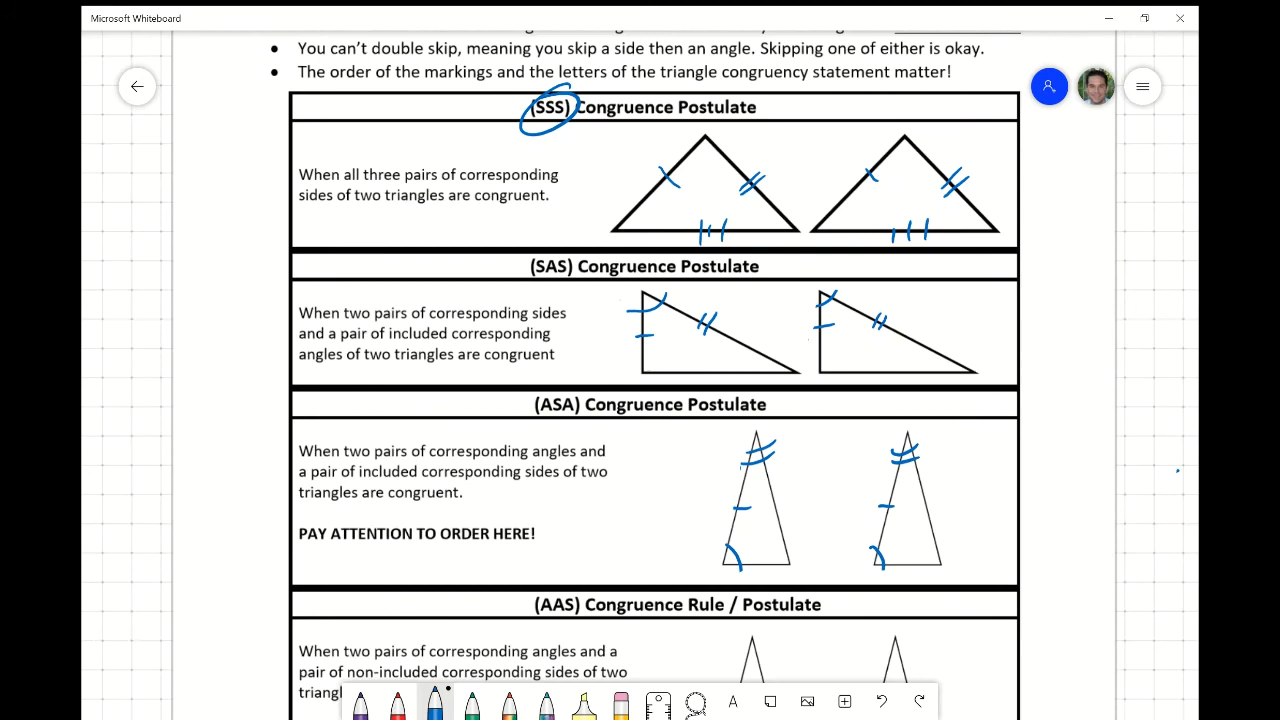 Microsoft Whiteboard
You can't double skip, meaning you skip a side then an angle. Skipping one of either is okay.
The order of the markings and the letters of the triangle congruency statement matter!
(SSS) Congruence Postulate
When all three pairs of corresponding
sides of two triangles are congruent.
(SAS) Congruence Postulate
When two pairs of corresponding sides
and a pair of included corresponding
angles of two triangles are congruent
(ASA) Congruence Postulate
When two pairs of corresponding angles and
a pair of included corresponding sides of two
triangles are congruent.
PAY ATTENTION TO ORDER HERE!
(AAS) Congruence Rule / Postulate
When two pairs of corresponding angles and a
pair of non-included corresponding sides of two